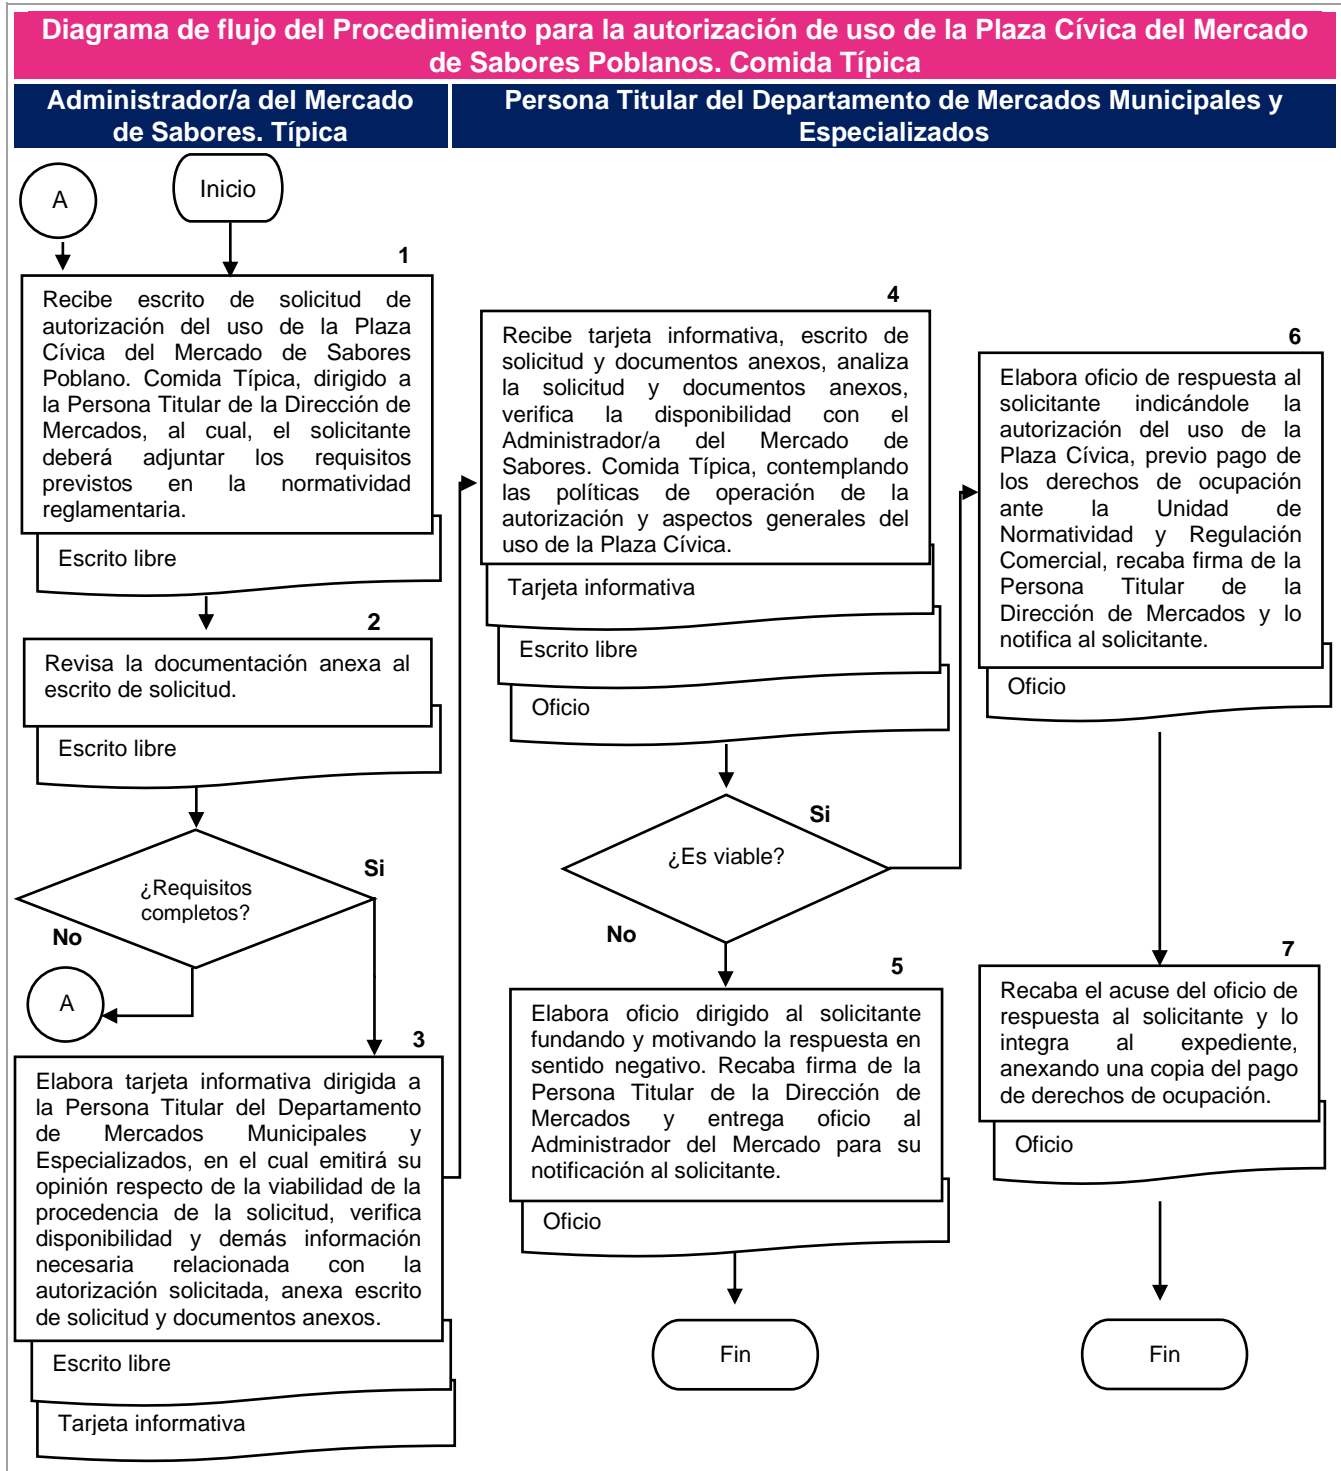 Diagrama de flujo del Procedimiento para la autorización de uso de la Plaza Cívica del Mercado
de Sabores Poblanos. Comida Típica
Administrador/a del Mercado
de Sabores. Típica
Persona Titular del Departamento de Mercados Municipales y
Especializados
A
Inicio
1
Recibe escrito de solicitud de
autorización del uso de la Plaza
Cívica del Mercado de Sabores
Poblano. Comida Típica, dirigido a
la Persona Titular de la Dirección de
Mercados, al cual, el solicitante
deberá adjuntar los requisitos
previstos en la normatividad
reglamentaria.
Escrito libre
2
Revisa la documentación anexa al
escrito de solicitud.
Escrito libre
¿Requisitos
completos?
Si
No
A
3
Elabora tarjeta informativa dirigida a
la Persona Titular del Departamento
de Mercados Municipales y
Especializados, en el cual emitirá su
opinión respecto de la viabilidad de la
procedencia de la solicitud, verifica
disponibilidad y demás información
necesaria relacionada con la
autorización solicitada, anexa escrito
de solicitud y documentos anexos.
Escrito libre
Tarjeta informativa
4
Recibe tarjeta informativa, escrito de
solicitud y documentos anexos, analiza
la solicitud y documentos anexos,
verifica la disponibilidad con el
Administrador/a del Mercado de
Sabores. Comida Típica, contemplando
las políticas de operación de la
autorización y aspectos generales del
uso de la Plaza Cívica.
Tarjeta informativa
Escrito libre
Oficio
¿Es viable?
Si
No
5
Elabora oficio dirigido al solicitante
fundando y motivando la respuesta en
sentido negativo. Recaba firma de la
Persona Titular de la Dirección de
Mercados y entrega oficio al
Administrador del Mercado para su
notificación al solicitante.
Oficio
Fin
6
Elabora oficio de respuesta al
solicitante indicándole la
autorización del uso de la
Plaza Cívica, previo pago de
los derechos de ocupación
ante la Unidad de
Normatividad y Regulación
Comercial, recaba firma de la
Persona Titular de la
Dirección de Mercados y lo
notifica al solicitante.
Oficio
7
Recaba el acuse del oficio de
respuesta al solicitante y lo
integra al expediente,
anexando una copia del pago
de derechos de ocupación.
Oficio
Fin